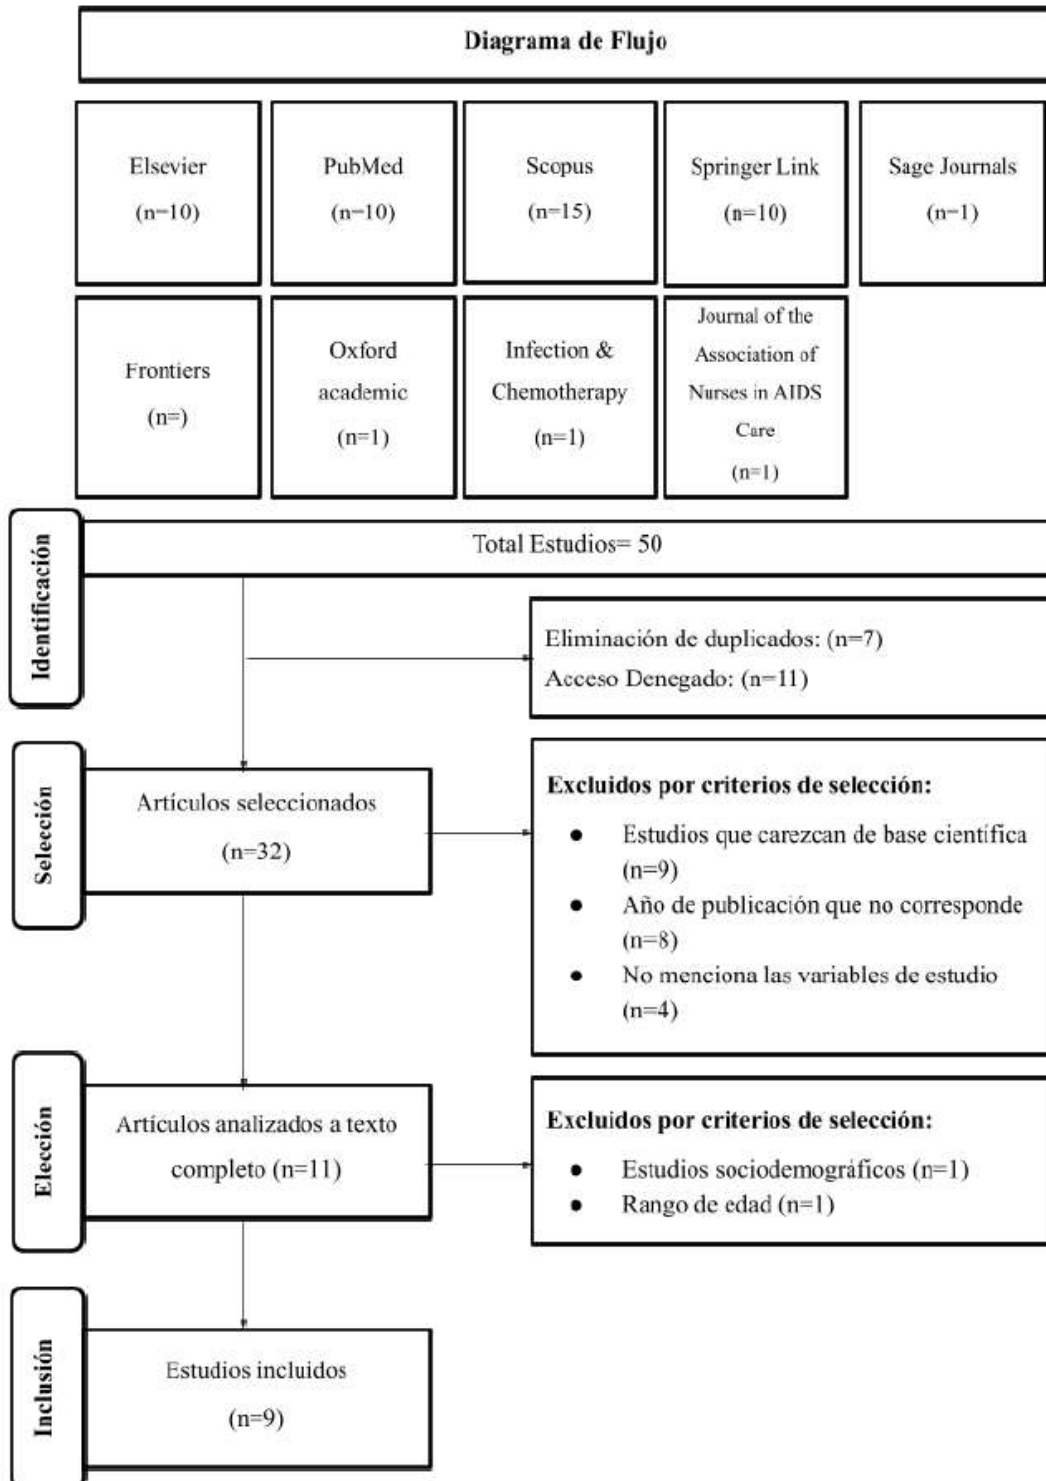 Diagrama de Flujo
Elsevier
(n=10)
PubMed
(n=10)
Scopus
(n=15)
Springer Link
(n=10)
Sage Journals
(n=1)
Frontiers
(n=)
Oxford
academic
(n=1)
Infection &
Chemotherapy
(n=1)
Journal of the
Association of
Nurses in AIDS
Care
(n=1)
Identificación
Total Estudios= 50
Eliminación de duplicados: (n=7)
Acceso Denegado: (n=11)
Selección
Artículos seleccionados
(n=32)
Excluidos por criterios de selección:
● Estudios que carezcan de base científica
(n=9)
● Año de publicación que no corresponde
(n=8)
● No menciona las variables de estudio
(n=4)
Elección
Artículos analizados a texto
completo (n=11)
Excluidos por criterios de selección:
● Estudios sociodemográficos (n=1)
● Rango de edad (n=1)
Inclusión
Estudios incluidos
(n=9)